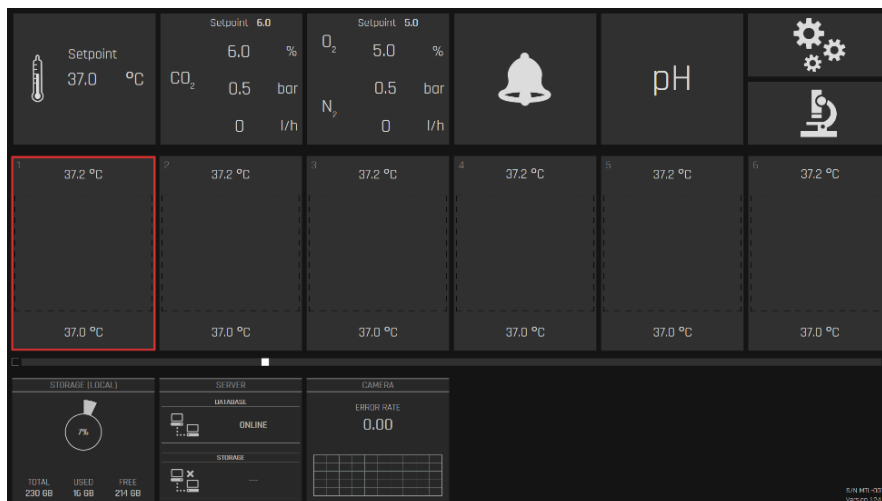 Setpoint
37.0 °C
Setpoint 6.0
6.0 %
CO2
0.5 bar
0 l/h
Setpoint 5.0
O2 5.0 %
0.5 bar
N2
0 l/h
pH
1 2 3 4 5 6
37.2 °C 37.2 °C 37.2 °C 37.2 °C 37.2 °C 37.2 °C
37.0 °C 37.0 °C 37.0 °C 37.0 °C 37.0 °C 37.0 °C
STORAGE (LOCAL)
7%
TOTAL USED FREE
230 GB 16 GB 214 GB
SERVER
DATABASE
ONLINE
STORAGE
---
CAMERA
ERROR RATE
0.00
S/N MTL-
Version